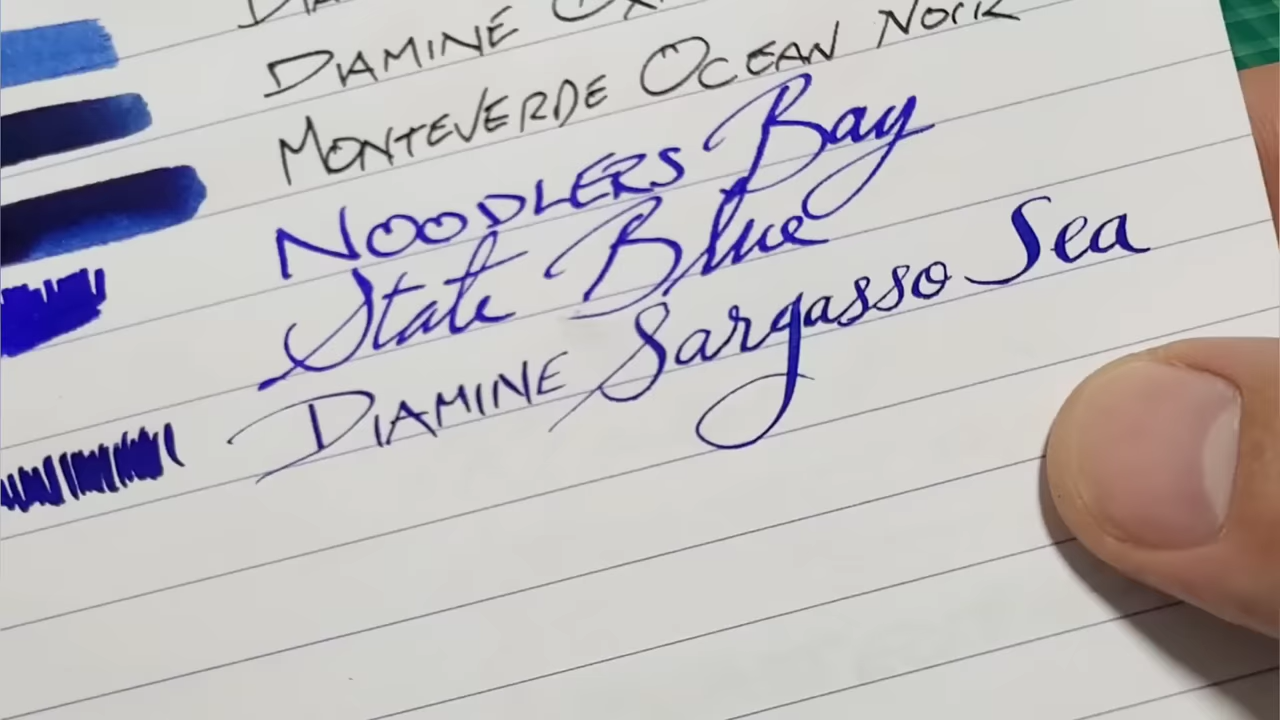 DIAMINE
MONTEVERDE OCEAN NOIR
NOODLERS Bay
State Blue
DIAMINE Sargasso Sea